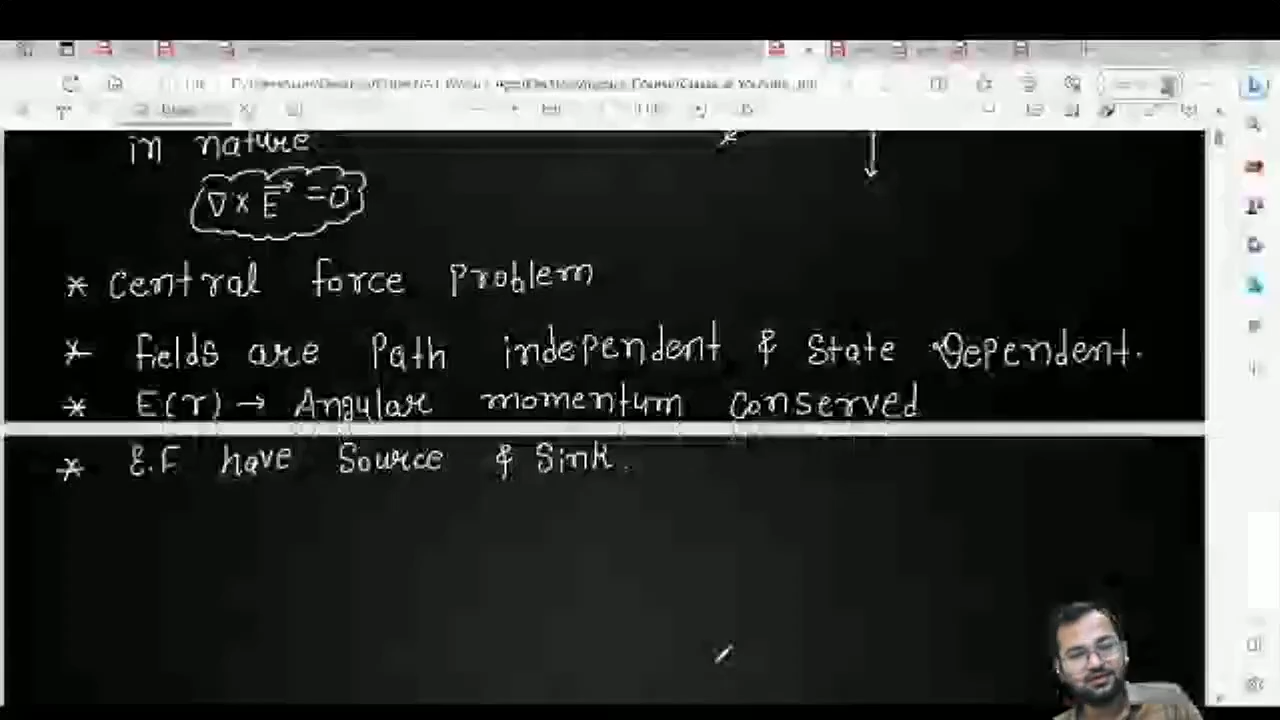 in nature
∇ × E⃗ = 0
* Central force Problem
* Fields are Path independent & State Dependent.
* E(r) → Angular momentum Conserved
* E.F have Source & Sink.